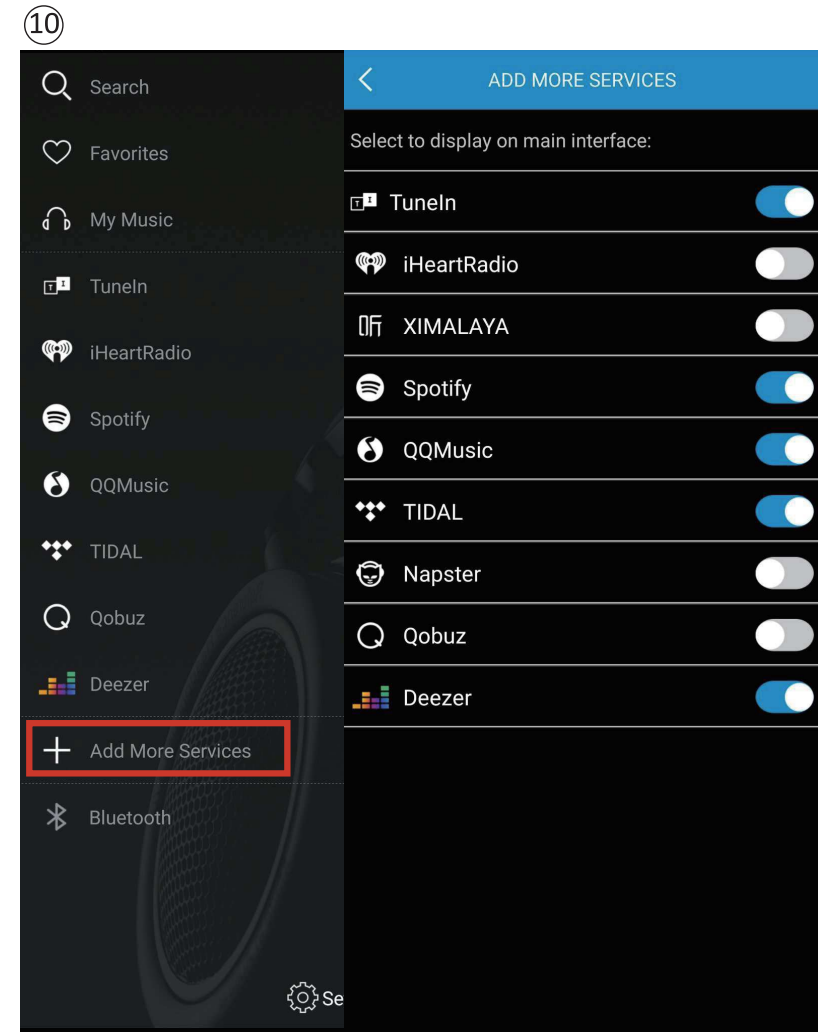 ⑩
Search
Favorites
My Music
TuneIn
iHeartRadio
Spotify
QQMusic
TIDAL
Qobuz
Deezer
Add More Services
Bluetooth
Se
ADD MORE SERVICES
Select to display on main interface:
TuneIn
iHeartRadio
XIMALAYA
Spotify
QQMusic
TIDAL
Napster
Qobuz
Deezer